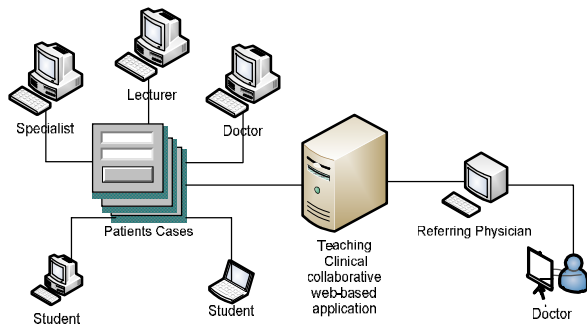 Lecturer
Specialist
Doctor
Patients Cases
Referring Physician
Teaching
Clinical
collaborative
web-based
application
Student
Student
Doctor